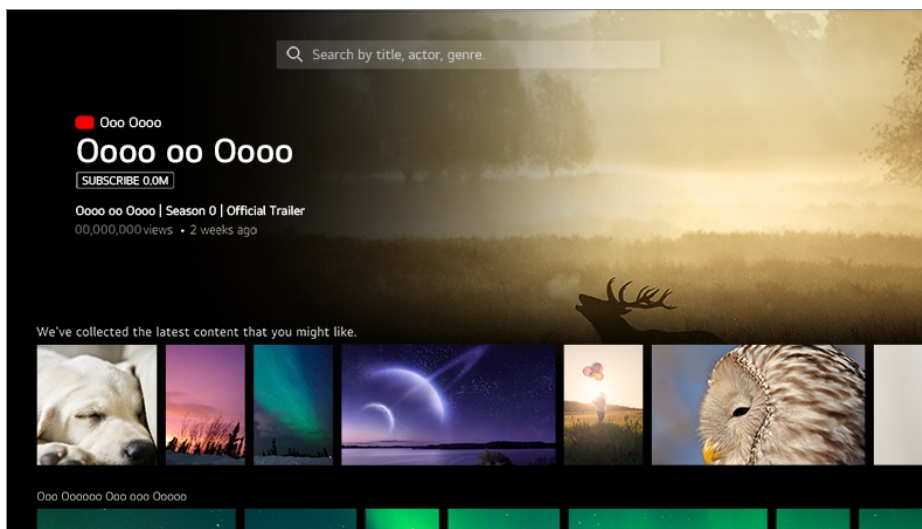 Search by title, actor, genre.
Ooo Oooo
Oooo oo Oooo
SUBSCRIBE 0.0M
Oooo oo Oooo | Season 0 | Official Trailer
00,000,000 views • 2 weeks ago
We've collected the latest content that you might like.
Ooo Oooooo Ooo ooo Ooooo